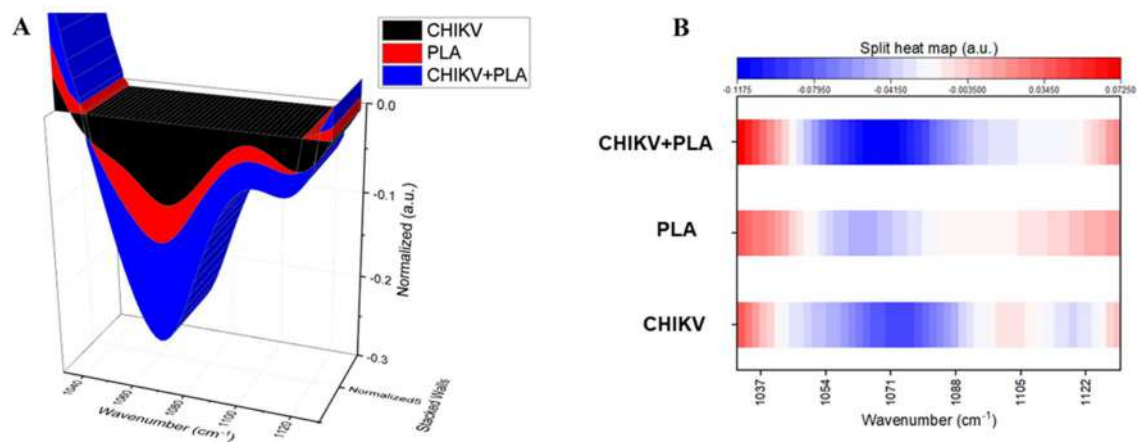 A
CHIKV
PLA
CHIKV+PLA
0.0
-0.1
-0.2
-0.3
Normalized (a.u.)
Normalized5
Stacked Walls
1040
1060
1080
1100
1120
Wavenumber (cm⁻¹)
B
Split heat map (a.u.)
-0.1175 -0.07950 -0.04150 -0.003500 0.03450 0.07250
CHIKV+PLA
PLA
CHIKV
1037 1054 1071 1088 1105 1122
Wavenumber (cm⁻¹)